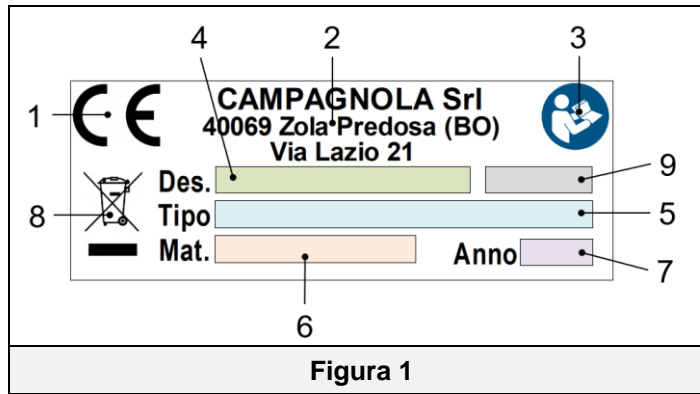 4 2 3
1 CE CAMPAGNOLA Srl
40069 Zola Predosa (BO)
Via Lazio 21
Des. 9
8 Tipo 5
Mat. Anno 7
6
Figura 1